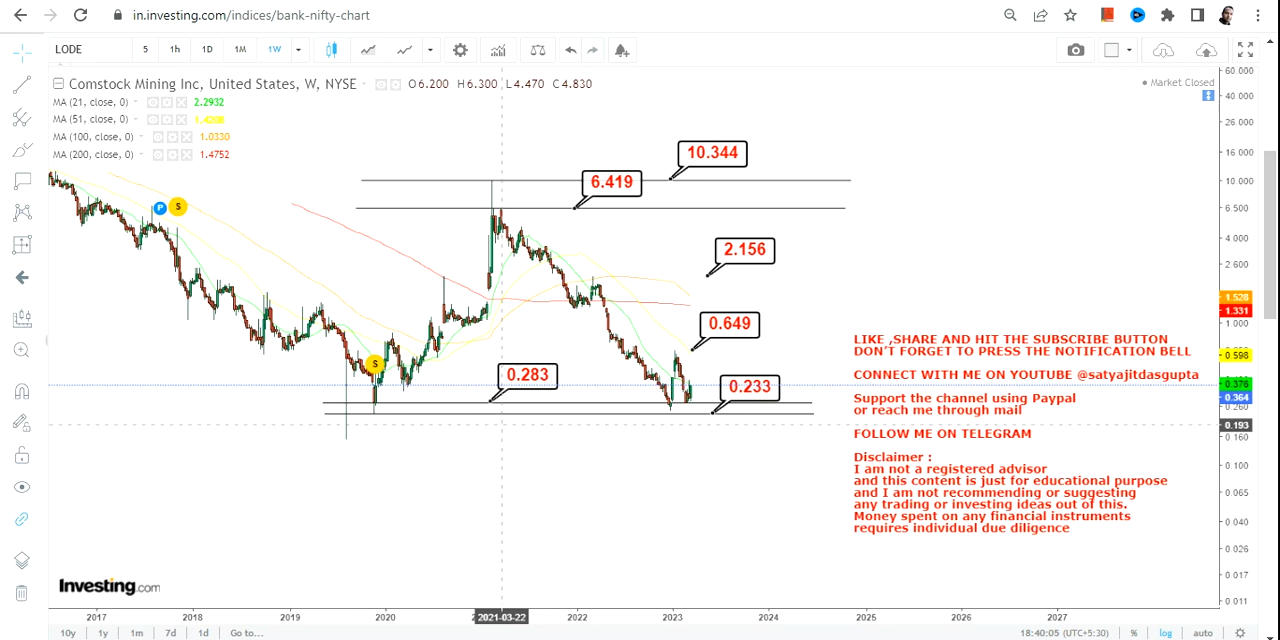 in.investing.com/indices/bank-nifty-chart
LODE 5 1h 1D 1M 1W
Comstock Mining Inc, United States, W, NYSE O6.200 H6.300 L4.470 C4.830
Market Closed
MA (21, close, 0) 2.2932
MA (51, close, 0)
MA (100, close, 0) 1.0330
MA (200, close, 0) 1.4752
P S
S
10.344
6.419
2.156
0.649
0.283
0.233
60.000
40.000
26.000
16.000
10.000
6.500
4.000
2.600
1.528
1.331
1.000
0.598
0.376
0.364
0.260
0.193
0.160
0.100
0.065
0.040
0.026
0.017
0.011
LIKE ,SHARE AND HIT THE SUBSCRIBE BUTTON
DON'T FORGET TO PRESS THE NOTIFICATION BELL
CONNECT WITH ME ON YOUTUBE @satyajitdasgupta
Support the channel using Paypal
or reach me through mail
FOLLOW ME ON TELEGRAM
Disclaimer :
I am not a registered advisor
and this content is just for educational purpose
and I am not recommending or suggesting
any trading or investing ideas out of this.
Money spent on any financial instruments
requires individual due diligence
Investing.com
2017 2018 2019 2020 2021-03-22 2022 2023 2024 2025 2026 2027
10y 1y 1m 7d 1d Go to... 18:40:05 (UTC+5:30) % log auto